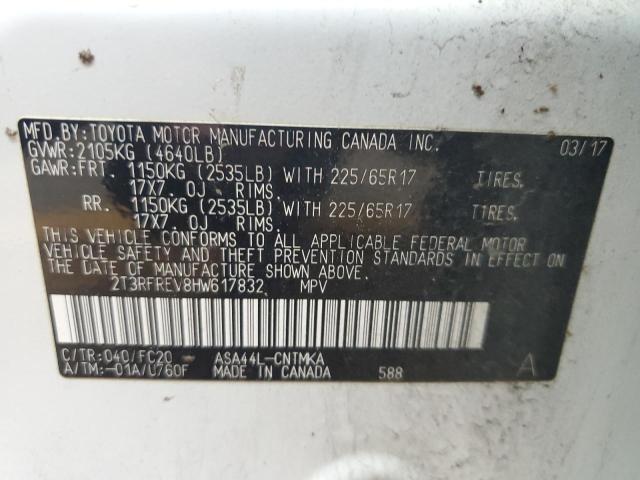 MFD.BY:TOYOTA MOTOR MANUFACTURING CANADA INC. 03/17
GVWR:2105KG (4640LB)
GAWR:FRT. 1150KG (2535LB) WITH 225/65R17 TIRES.
17X7.0J RIMS.
RR. 1150KG (2535LB) WITH 225/65R17 TIRES.
17X7.0J RIMS.
THIS VEHICLE CONFORMS TO ALL APPLICABLE FEDERAL MOTOR
VEHICLE SAFETY AND THEFT PREVENTION STANDARDS IN EFFECT ON
THE DATE OF MANUFACTURE SHOWN ABOVE.
2T3RFREV8HW617832 MPV
C/TR:040/FC20 ASA44L-CNTMKA A
A/TM:-01A/U760F MADE IN CANADA 588